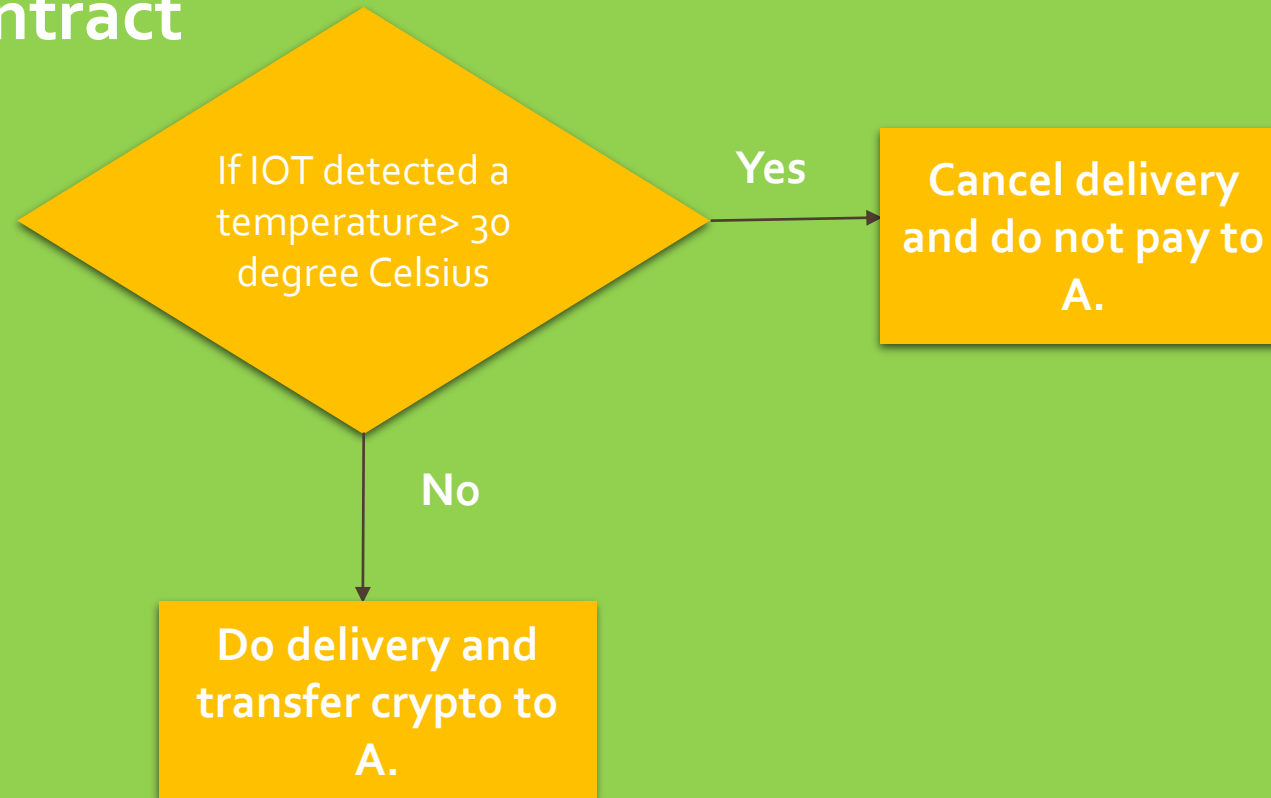 ntract
If IOT detected a
temperature> 30
degree Celsius
Yes
Cancel delivery
and do not pay to
A.
No
Do delivery and
transfer crypto to
A.